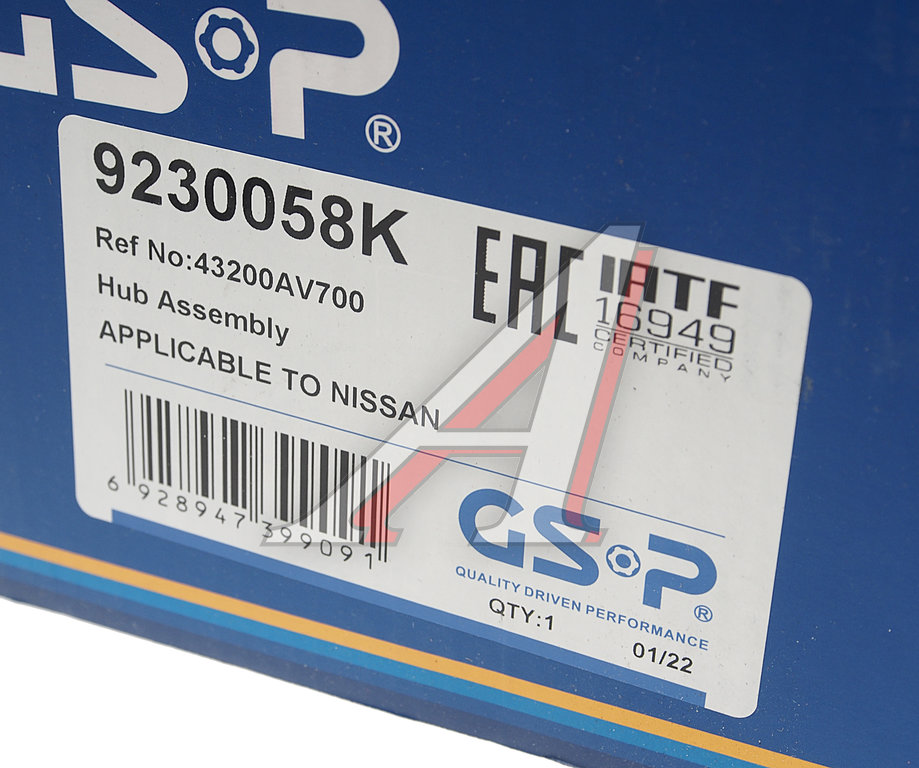 GSP®
9230058K
Ref No:43200AV700
Hub Assembly
APPLICABLE TO NISSAN
EAC
IATF
16949
CERTIFIED
COMPANY
6 928947 399091
GSP®
QUALITY DRIVEN PERFORMANCE
QTY:1
01/22